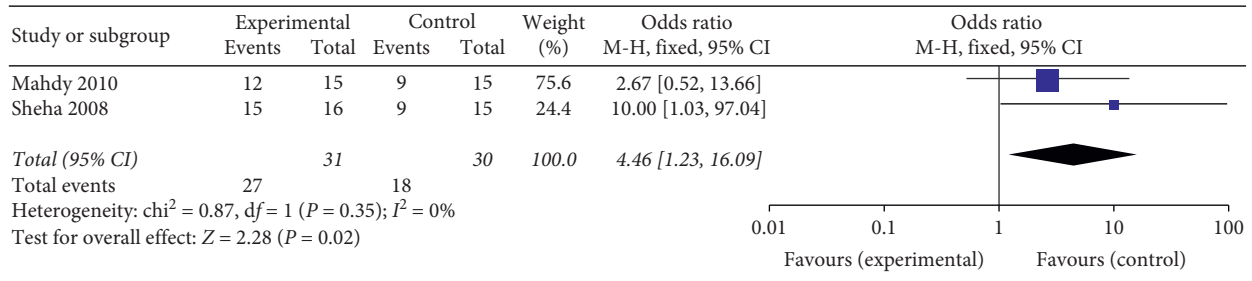 Study or subgroup Experimental Control Weight Odds ratio Odds ratio
Events Total Events Total (%) M-H, fixed, 95% CI M-H, fixed, 95% CI
Mahdy 2010 12 15 9 15 75.6 2.67 [0.52, 13.66]
Sheha 2008 15 16 9 15 24.4 10.00 [1.03, 97.04]
Total (95% CI) 31 30 100.0 4.46 [1.23, 16.09]
Total events 27 18
Heterogeneity: chi² = 0.87, df = 1 (P = 0.35); I² = 0%
Test for overall effect: Z = 2.28 (P = 0.02)
0.01 0.1 1 10 100
Favours (experimental) Favours (control)